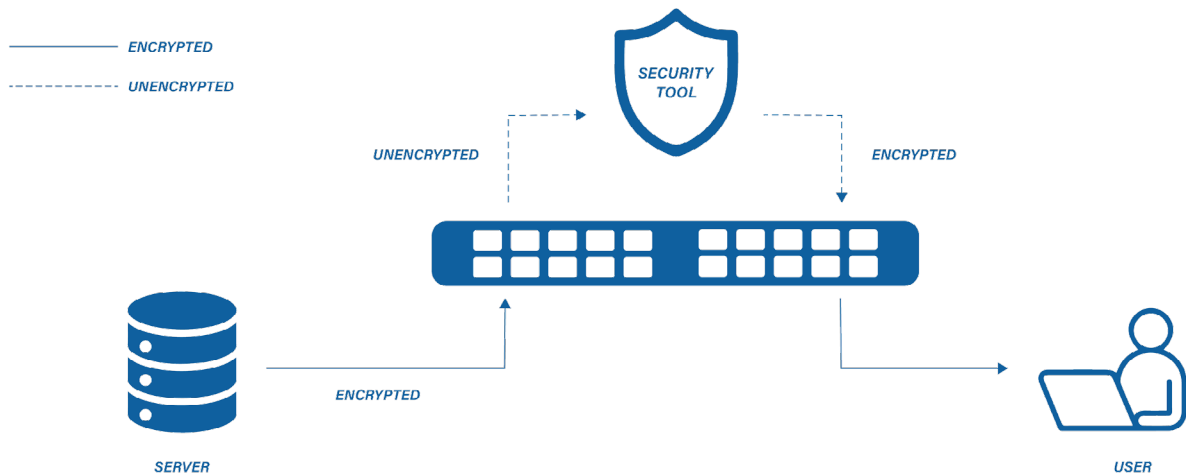 ENCRYPTED
UNENCRYPTED
SECURITY
TOOL
UNENCRYPTED
ENCRYPTED
ENCRYPTED
SERVER
USER